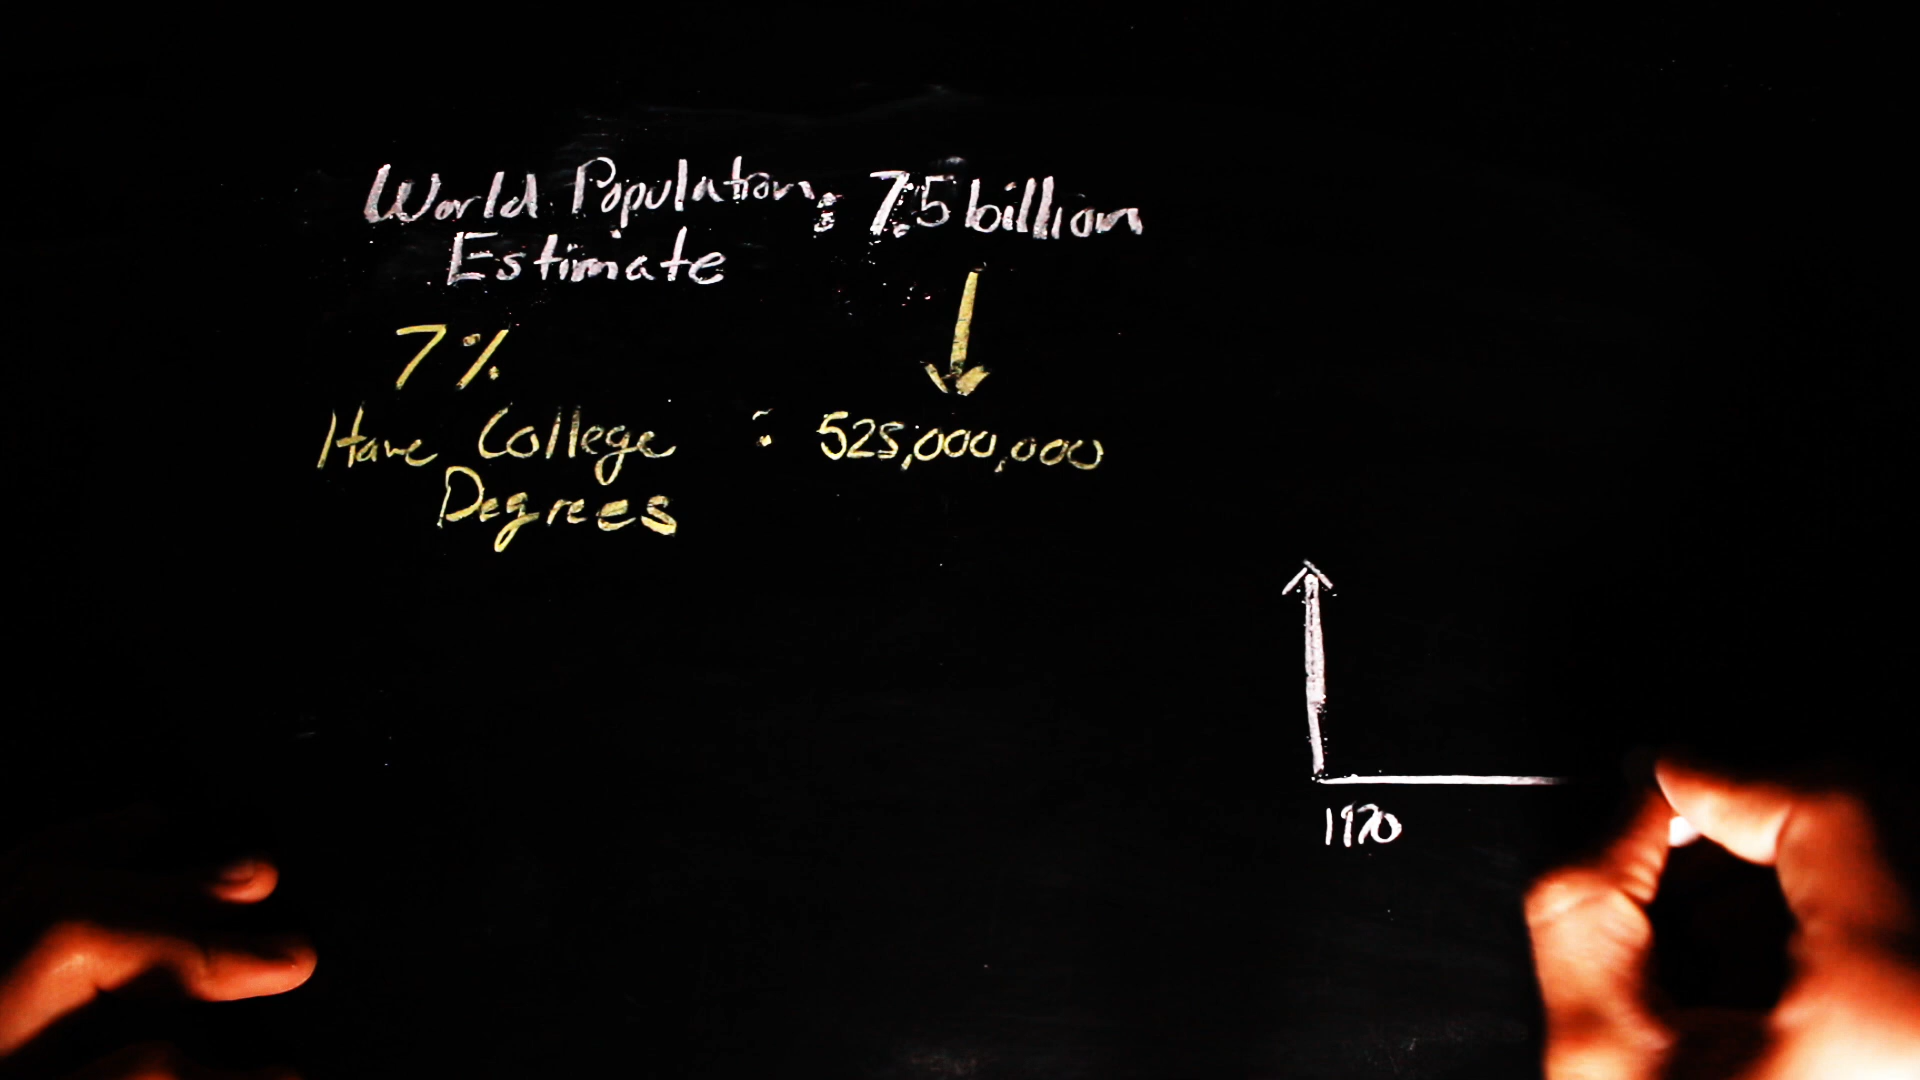 World Population: 7.5 billion
Estimate
7%
Have College : 525,000,000
Degrees
1970